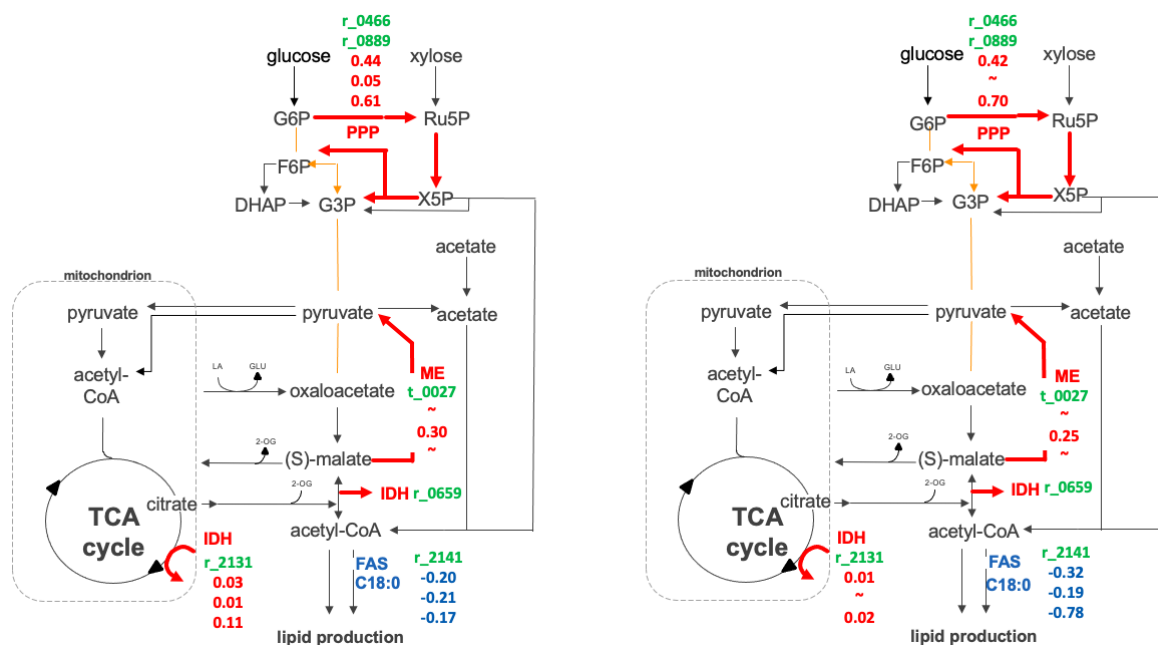 r_0466
r_0889
glucose
xylose
0.44
0.05
0.61
G6P
Ru5P
PPP
F6P
DHAP
G3P
X5P
acetate
mitochondrion
pyruvate
pyruvate
acetate
acetyl-
CoA
LA
GLU
ME
oxaloacetate
t_0027
~
0.30
~
2-OG
(S)-malate
2-OG
IDH r_0659
citrate
TCA
cycle
acetyl-CoA
IDH
r_2131
0.03
0.01
0.11
FAS
C18:0
r_2141
-0.20
-0.21
-0.17
lipid production
r_0466
r_0889
glucose
xylose
0.42
~
0.70
G6P
Ru5P
PPP
F6P
DHAP
G3P
X5P
acetate
mitochondrion
pyruvate
pyruvate
acetate
acetyl-
CoA
LA
GLU
ME
oxaloacetate
t_0027
~
0.25
~
2-OG
(S)-malate
2-OG
IDH r_0659
citrate
TCA
cycle
acetyl-CoA
IDH
r_2131
0.01
~
0.02
FAS
C18:0
r_2141
-0.32
-0.19
-0.78
lipid production